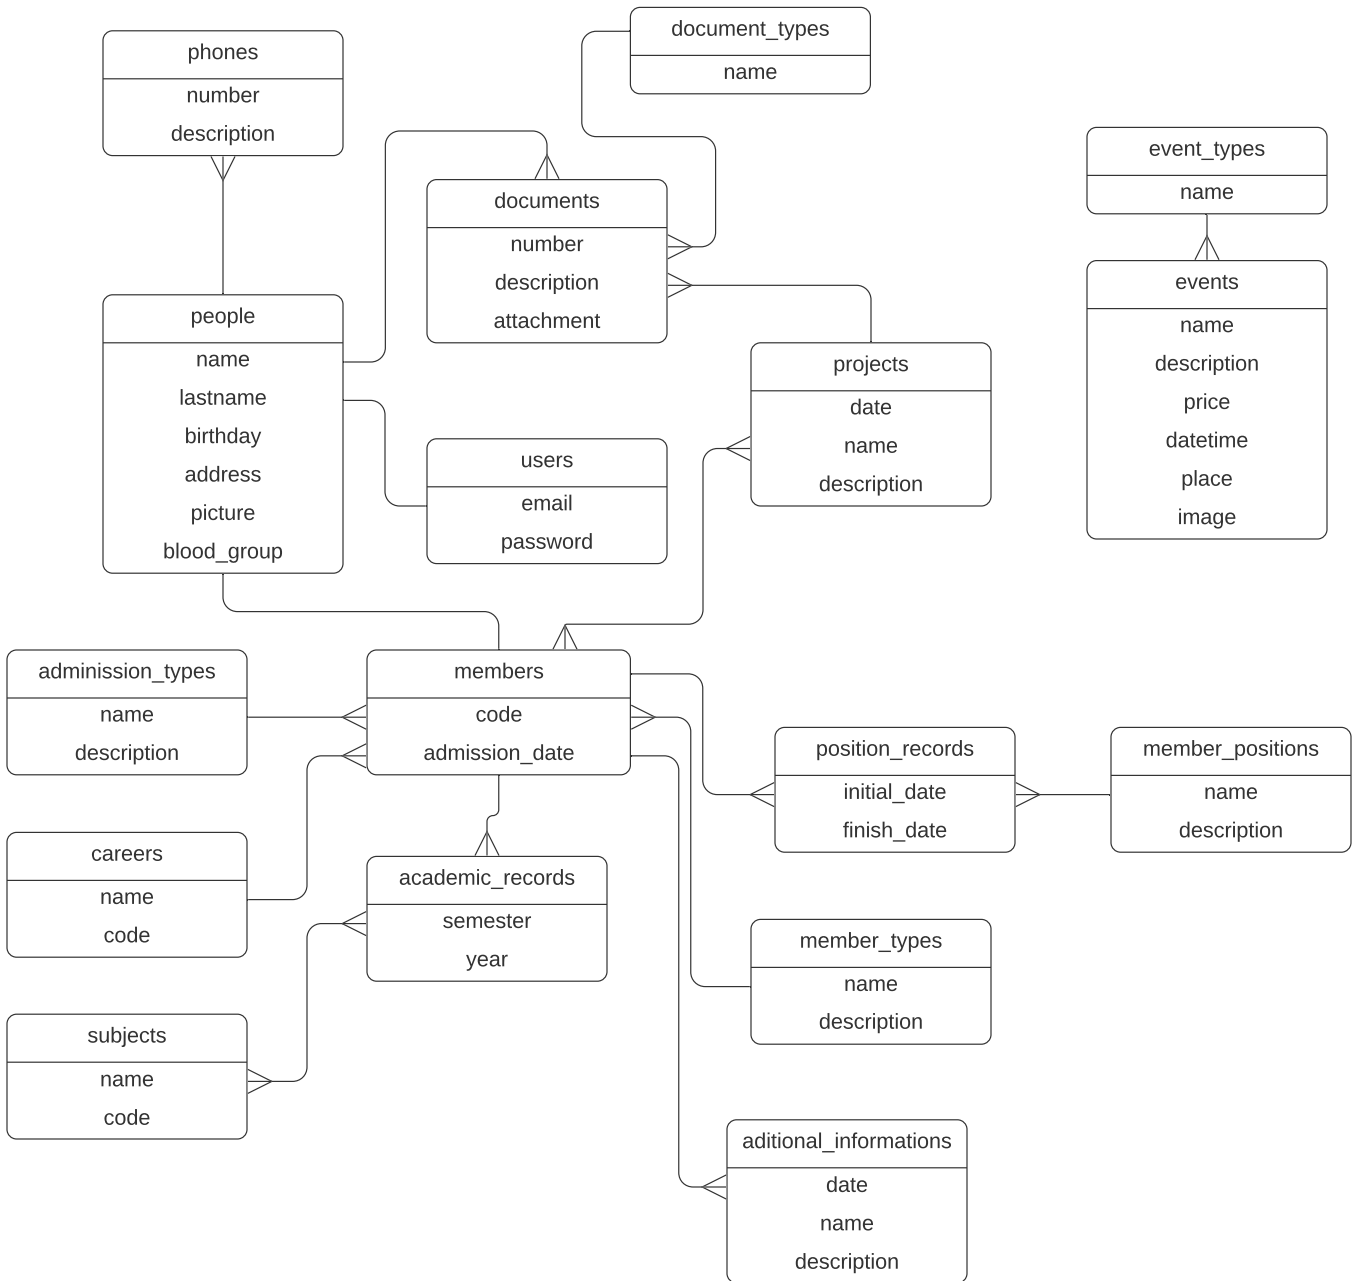 document_types
name
phones
number
description
event_types
name
documents
number
description
attachment
events
name
description
price
datetime
place
image
people
name
lastname
birthday
address
picture
blood_group
projects
date
name
description
users
email
password
adminission_types
name
description
members
code
admission_date
position_records
initial_date
finish_date
member_positions
name
description
careers
name
code
academic_records
semester
year
member_types
name
description
subjects
name
code
aditional_informations
date
name
description